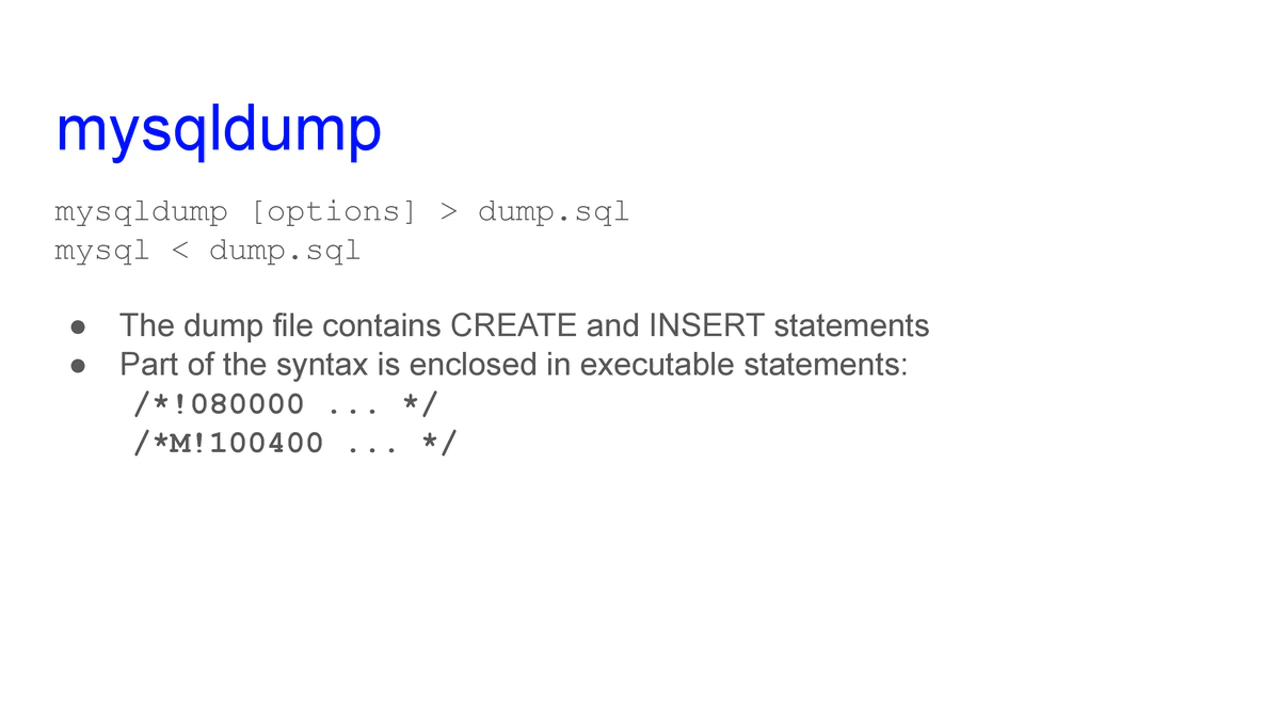 mysqldump
mysqldump [options] > dump.sql
mysql < dump.sql
● The dump file contains CREATE and INSERT statements
● Part of the syntax is enclosed in executable statements:
/*!080000 ... */
/*M!100400 ... */